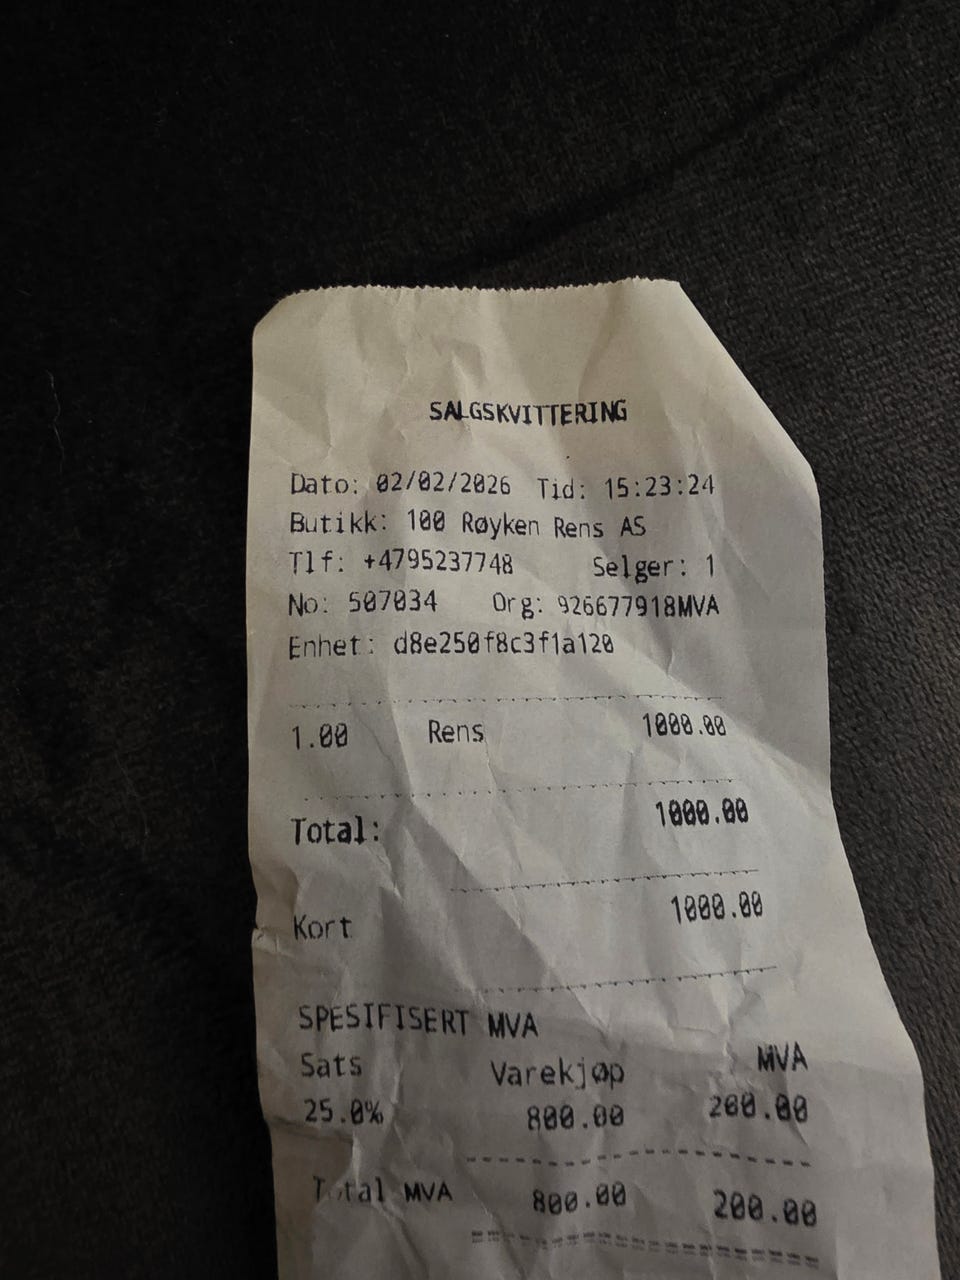 SALGSKVITTERING
Dato: 02/02/2026 Tid: 15:23:24
Butikk: 100 Røyken Rens AS
Tlf: +4795237748 Selger: 1
No: 507034 Org: 926677918MVA
Enhet: d8e250f8c3f1a120
1.00 Rens 1000.00
Total: 1000.00
Kort 1000.00
SPESIFISERT MVA
Sats Varekjøp MVA
25.0% 800.00 200.00
Total MVA 800.00 200.00